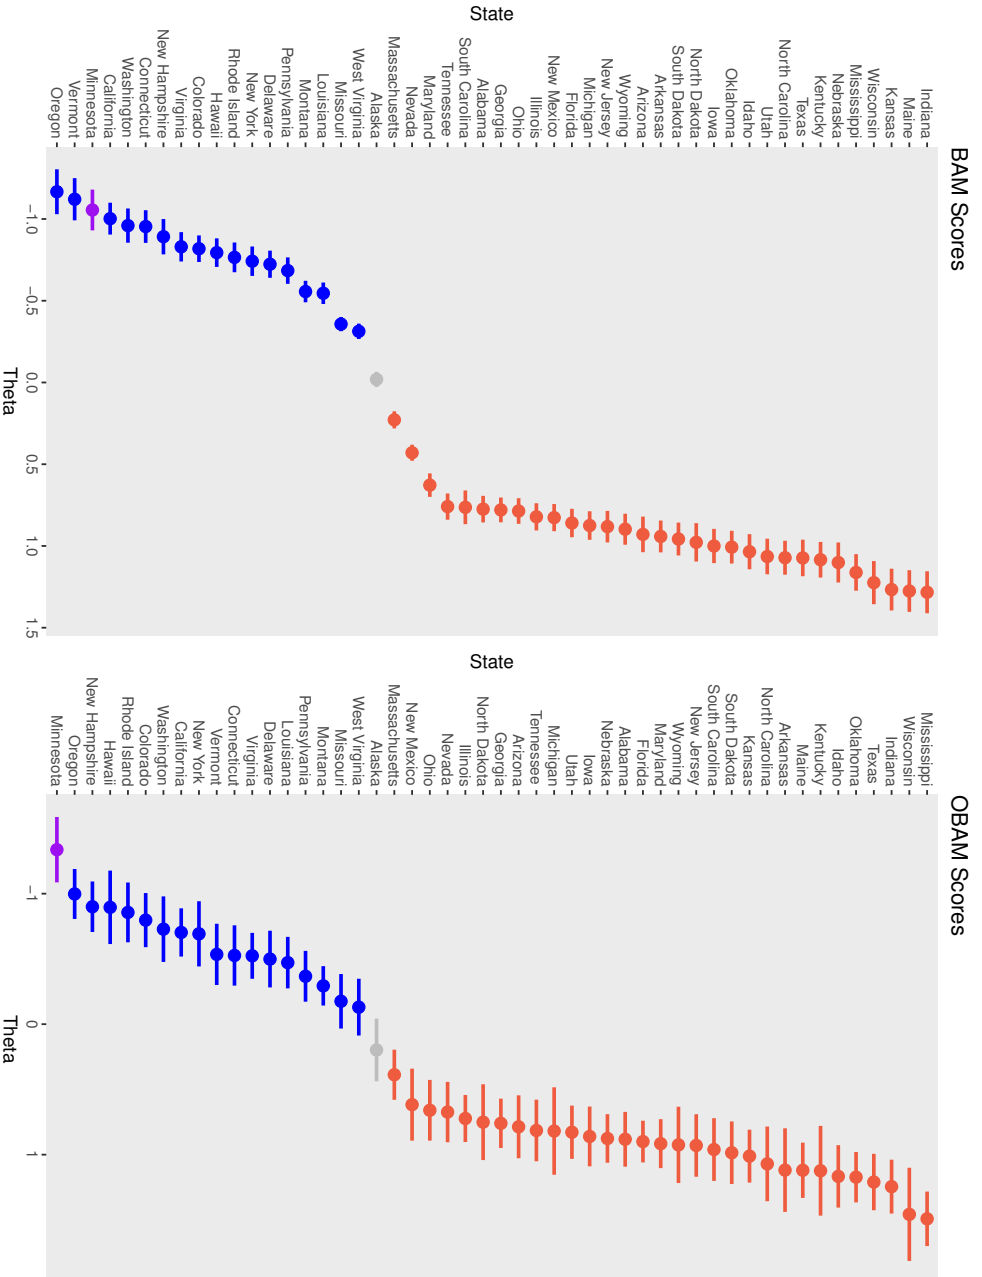 BAM Scores
State
Indiana
Maine
Kansas
Wisconsin
Mississippi
Nebraska
Kentucky
Texas
North Carolina
Utah
Idaho
Oklahoma
Iowa
North Dakota
South Dakota
Arkansas
Arizona
Wyoming
New Jersey
Michigan
Florida
New Mexico
Illinois
Ohio
Georgia
Alabama
South Carolina
Tennessee
Maryland
Nevada
Massachusetts
Alaska
West Virginia
Missouri
Louisiana
Montana
Pennsylvania
Delaware
New York
Rhode Island
Hawaii
Colorado
Virginia
New Hampshire
Connecticut
Washington
California
Minnesota
Vermont
Oregon
−1.0
−0.5
0.0
0.5
1.0
1.5
Theta
OBAM Scores
State
Mississippi
Wisconsin
Indiana
Texas
Oklahoma
Idaho
Kentucky
Maine
Arkansas
North Carolina
Kansas
South Dakota
South Carolina
New Jersey
Wyoming
Maryland
Florida
Alabama
Nebraska
Iowa
Utah
Michigan
Tennessee
Arizona
Georgia
North Dakota
Illinois
Nevada
Ohio
New Mexico
Massachusetts
Alaska
West Virginia
Missouri
Montana
Pennsylvania
Louisiana
Delaware
Virginia
Connecticut
Vermont
New York
California
Washington
Colorado
Rhode Island
Hawaii
New Hampshire
Oregon
Minnesota
−1
0
1
Theta